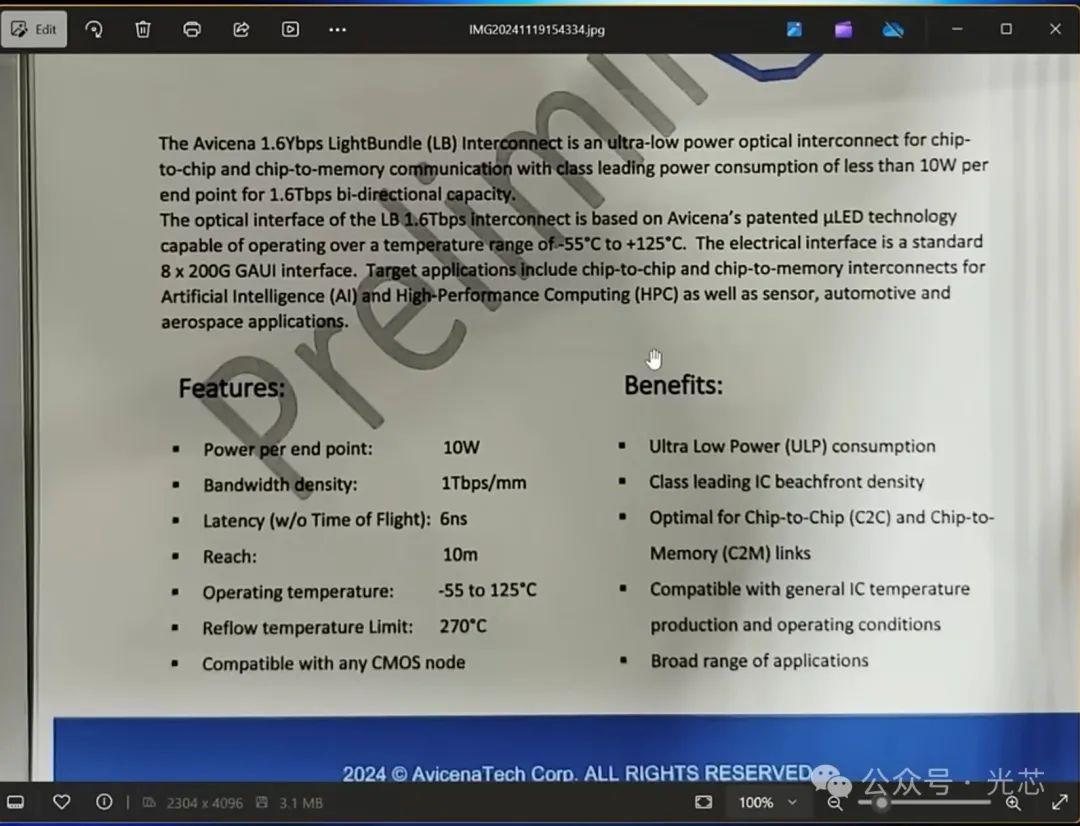 Edit
IMG20241119154334.jpg
The Avicena 1.6Ybps LightBundle (LB) Interconnect is an ultra-low power optical interconnect for chip-
to-chip and chip-to-memory communication with class leading power consumption of less than 10W per
end point for 1.6Tbps bi-directional capacity.
The optical interface of the LB 1.6Tbps interconnect is based on Avicena's patented µLED technology
capable of operating over a temperature range of -55°C to +125°C. The electrical interface is a standard
8 x 200G GAUI interface. Target applications include chip-to-chip and chip-to-memory interconnects for
Artificial Intelligence (AI) and High-Performance Computing (HPC) as well as sensor, automotive and
aerospace applications.
Prelimi
Features:
▪ Power per end point: 10W
▪ Bandwidth density: 1Tbps/mm
▪ Latency (w/o Time of Flight): 6ns
▪ Reach: 10m
▪ Operating temperature: -55 to 125°C
▪ Reflow temperature Limit: 270°C
▪ Compatible with any CMOS node
Benefits:
▪ Ultra Low Power (ULP) consumption
▪ Class leading IC beachfront density
▪ Optimal for Chip-to-Chip (C2C) and Chip-to-
Memory (C2M) links
▪ Compatible with general IC temperature
production and operating conditions
▪ Broad range of applications
2024 © AvicenaTech Corp. ALL RIGHTS RESERVED
公众号 · 光芯
2304 x 4096
3.1 MB
100%